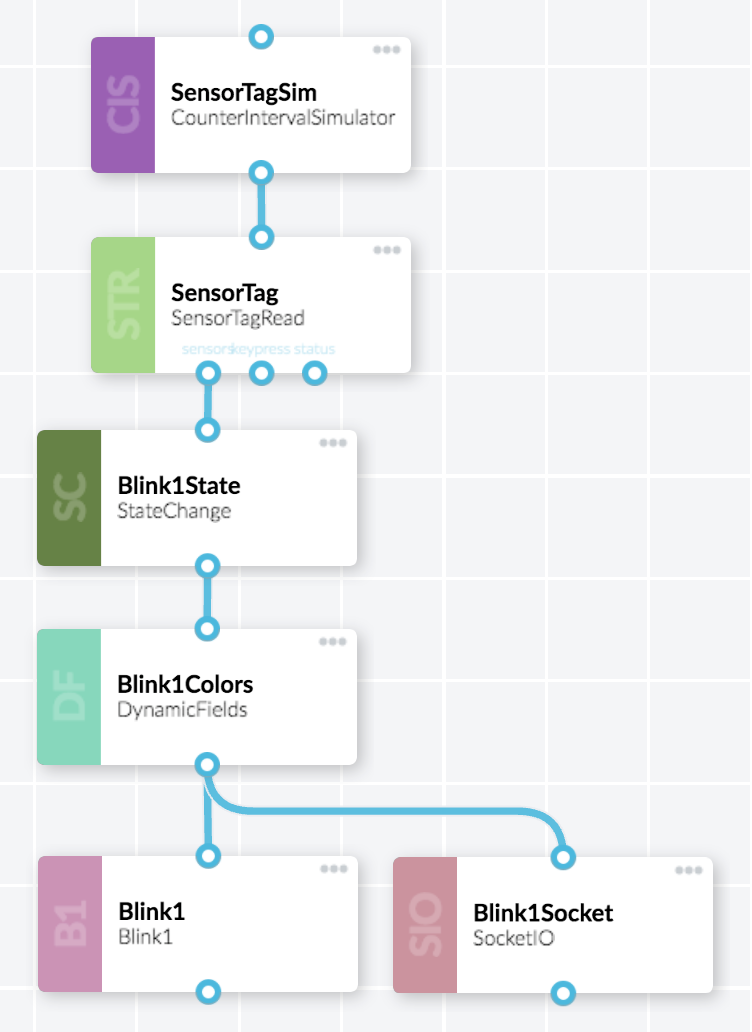 CIS
SensorTagSim
CounterIntervalSimulator
STR
SensorTag
SensorTagRead
sensors keypress status
SC
Blink1State
StateChange
DF
Blink1Colors
DynamicFields
B1
Blink1
Blink1
SIO
Blink1Socket
SocketIO